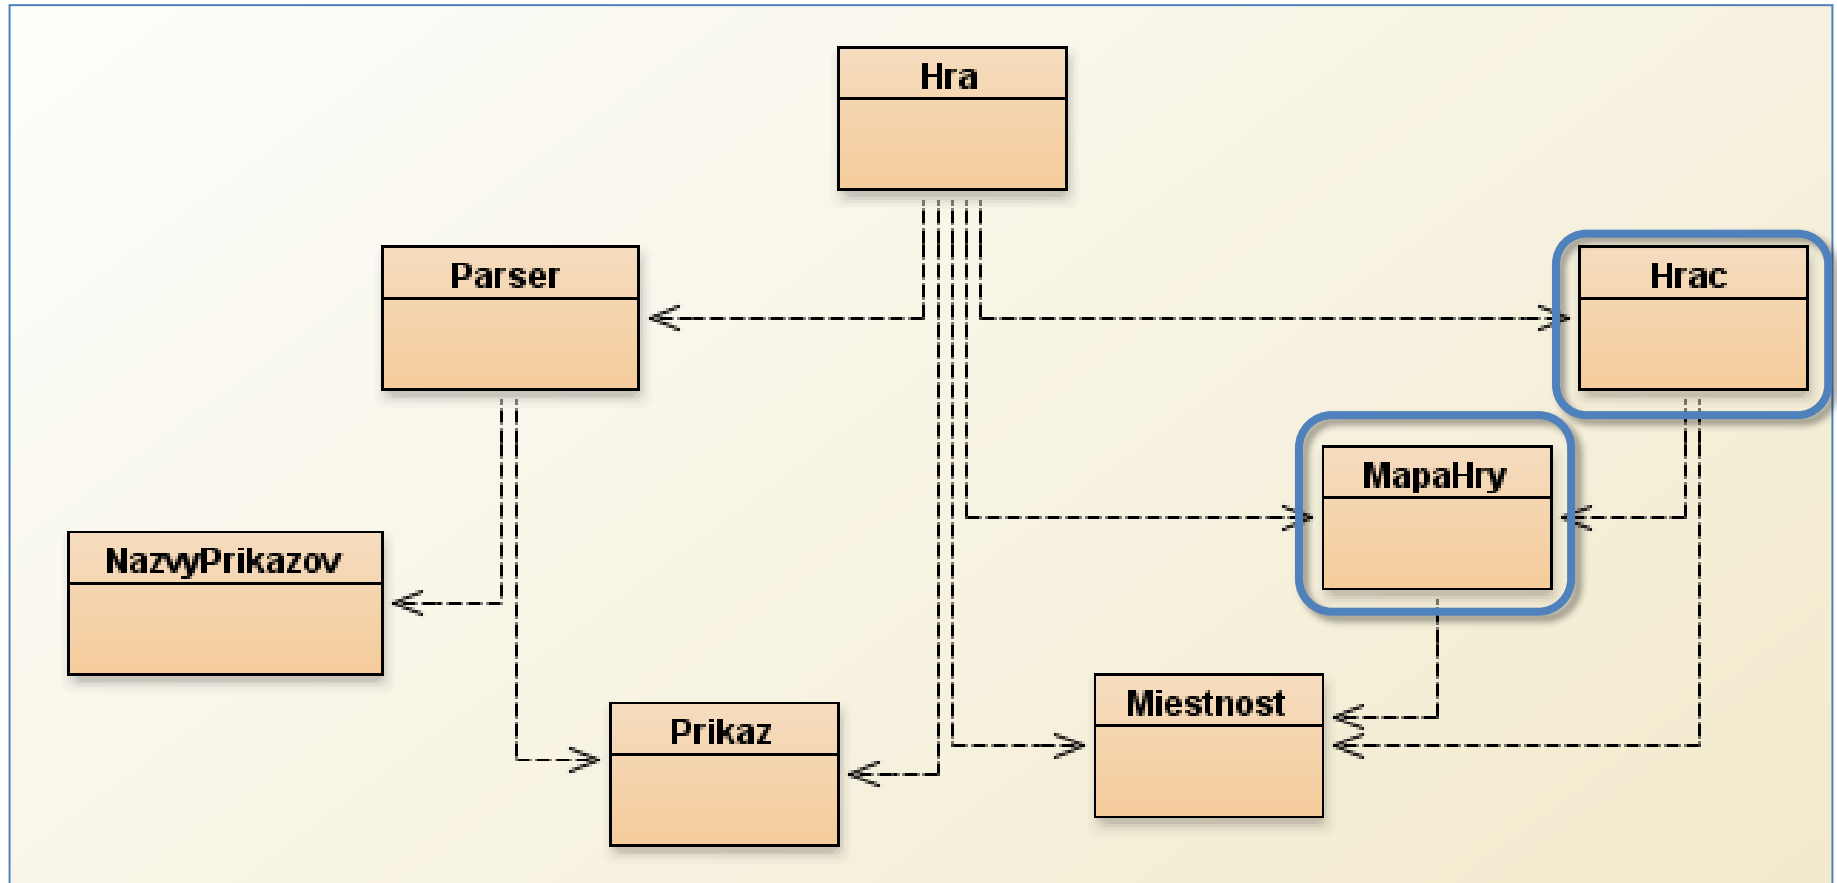 Hra
Parser
Hrac
MapaHry
NazvyPrikazov
Miestnost
Prikaz